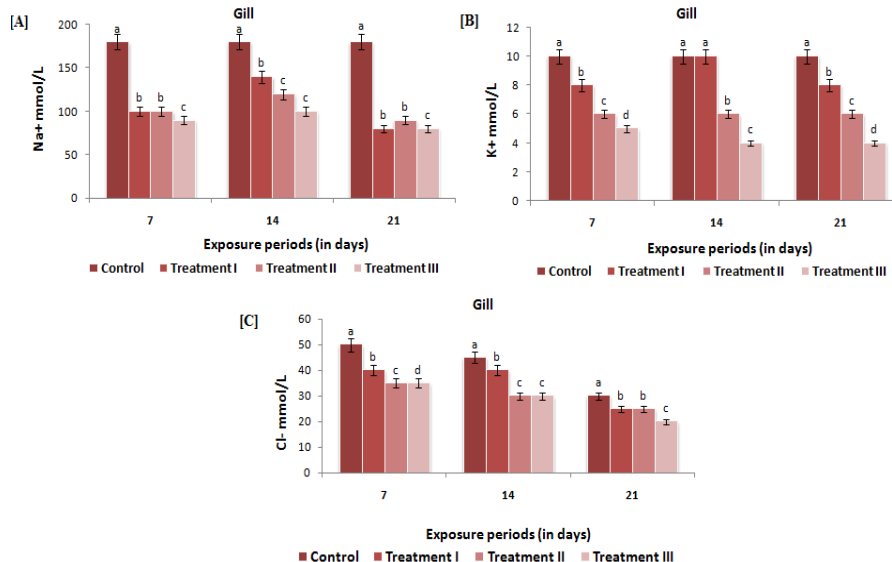 [A]
Gill
Na+ mmol/L
200
150
100
50
0
a
b
b
c
a
b
c
c
a
b
b
c
7
14
21
Exposure periods (in days)
Control Treatment I Treatment II Treatment III
[B]
Gill
K+ mmol/L
12
10
8
6
4
2
0
a
b
c
d
a
a
b
c
a
b
c
d
7
14
21
Exposure periods (in days)
Control Treatment I Treatment II Treatment III
[C]
Gill
Cl- mmol/L
60
50
40
30
20
10
0
a
b
c
d
a
b
c
c
a
b
b
c
7
14
21
Exposure periods (in days)
Control Treatment I Treatment II Treatment III